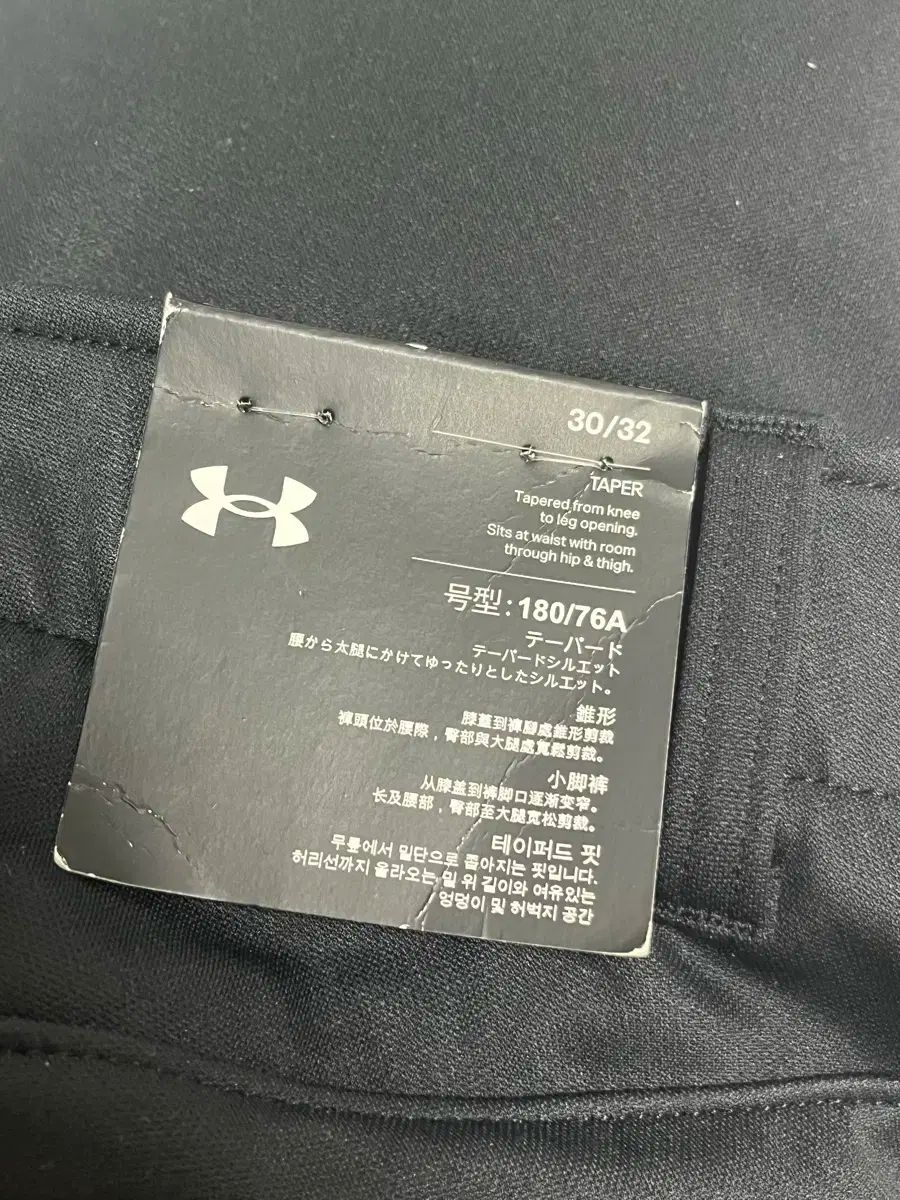 30/32
TAPER
Tapered from knee
to leg opening.
Sits at waist with room
through hip & thigh.
号型: 180/76A
テーパード
テーパードシルエット
腰から太腿にかけてゆったりとしたシルエット。
錐形
膝蓋到褲腳處錐形剪裁
褲頭位於腰際，臀部與大腿處寬鬆剪裁。
小脚裤
从膝盖到裤脚口逐渐变窄。
长及腰部，臀部至大腿宽松剪裁。
테이퍼드 핏
무릎에서 밑단으로 좁아지는 핏입니다.
허리선까지 올라오는 밑 위 길이와 여유있는
엉덩이 및 허벅지 공간